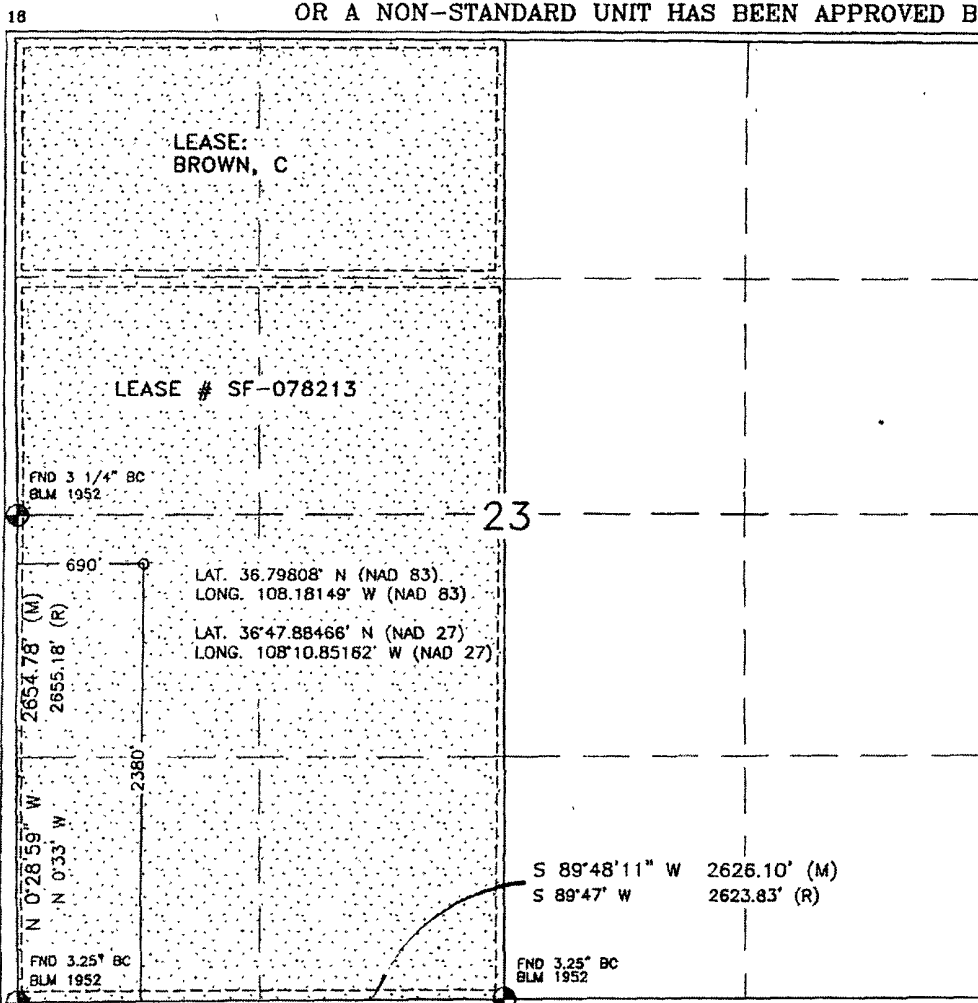 18
OR A NON-STANDARD UNIT HAS BEEN APPROVED B
LEASE:
BROWN, C
LEASE # SF-078213
FND 3 1/4" BC
BLM 1952
23
690'
LAT. 36.79808° N (NAD 83)
LONG. 108.18149° W (NAD 83)
LAT. 36°47.88466' N (NAD 27)
LONG. 108°10.85162' W (NAD 27)
N 0°28'59" W 2654.78' (M)
N 0°33' W 2655.18' (R)
2380'
S 89°48'11" W 2626.10' (M)
S 89°47' W 2623.83' (R)
FND 3.25" BC
BLM 1952
FND 3.25" BC
BLM 1952